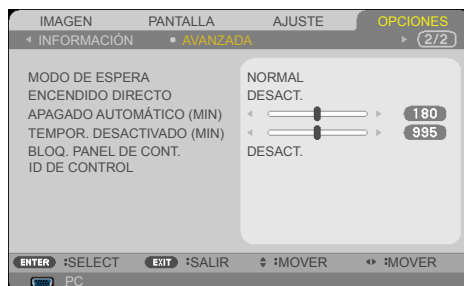 IMAGEN PANTALLA AJUSTE OPCIONES
INFORMACIÓN • AVANZADA (2/2)
MODO DE ESPERA NORMAL
ENCENDIDO DIRECTO DESACT.
APAGADO AUTOMÁTICO (MIN) 180
TEMPOR. DESACTIVADO (MIN) 995
BLOQ. PANEL DE CONT. DESACT.
ID DE CONTROL
ENTER :SELECT EXIT :SALIR :MOVER :MOVER
PC